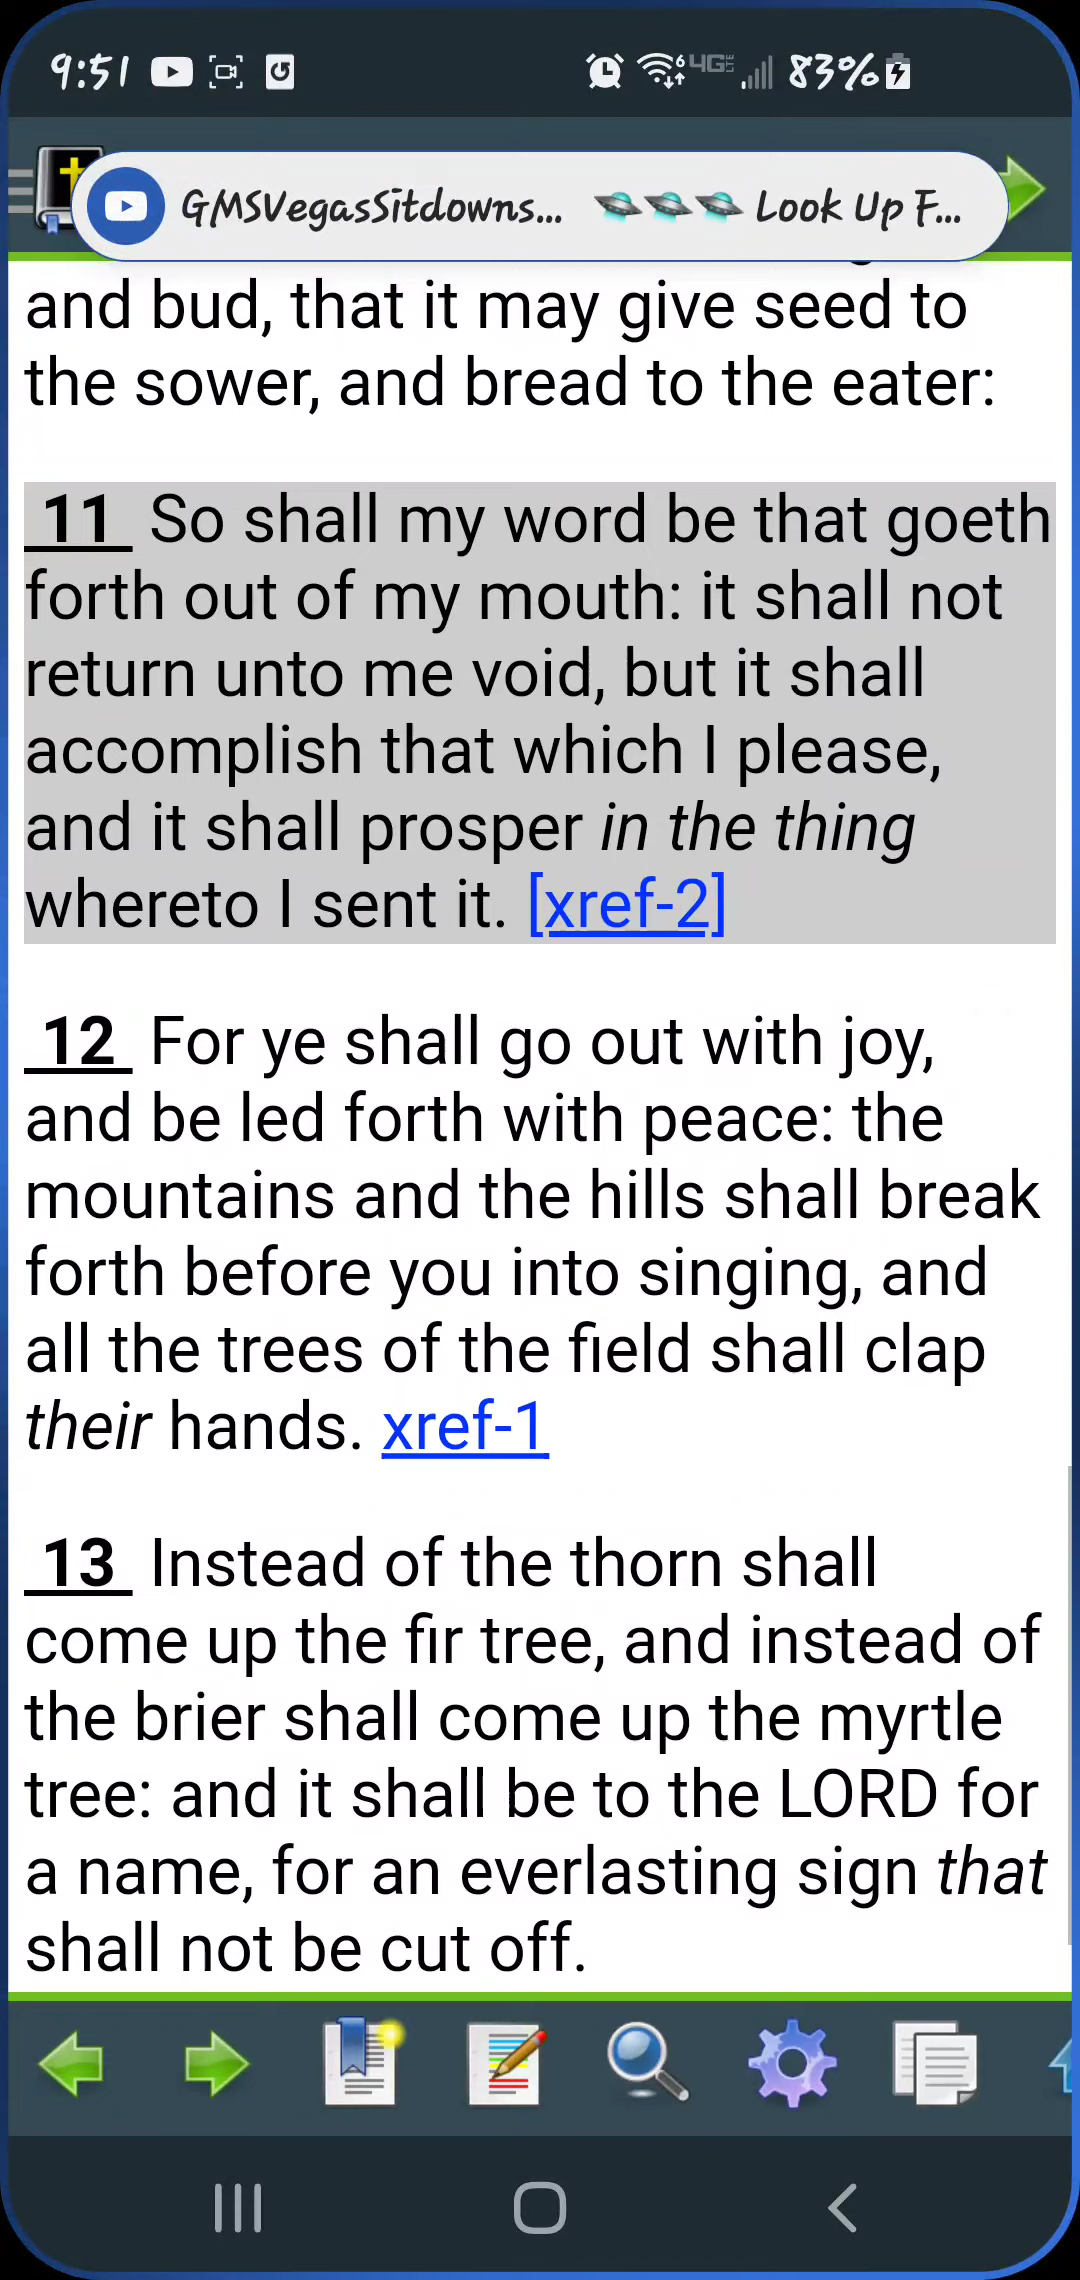 9:51 6 4G LTE 83%
GMSVegasSitdowns... 🛸🛸🛸 Look Up F...
and bud, that it may give seed to
the sower, and bread to the eater:
11 So shall my word be that goeth
forth out of my mouth: it shall not
return unto me void, but it shall
accomplish that which I please,
and it shall prosper in the thing
whereto I sent it. [xref-2]
12 For ye shall go out with joy,
and be led forth with peace: the
mountains and the hills shall break
forth before you into singing, and
all the trees of the field shall clap
their hands. xref-1
13 Instead of the thorn shall
come up the fir tree, and instead of
the brier shall come up the myrtle
tree: and it shall be to the LORD for
a name, for an everlasting sign that
shall not be cut off.